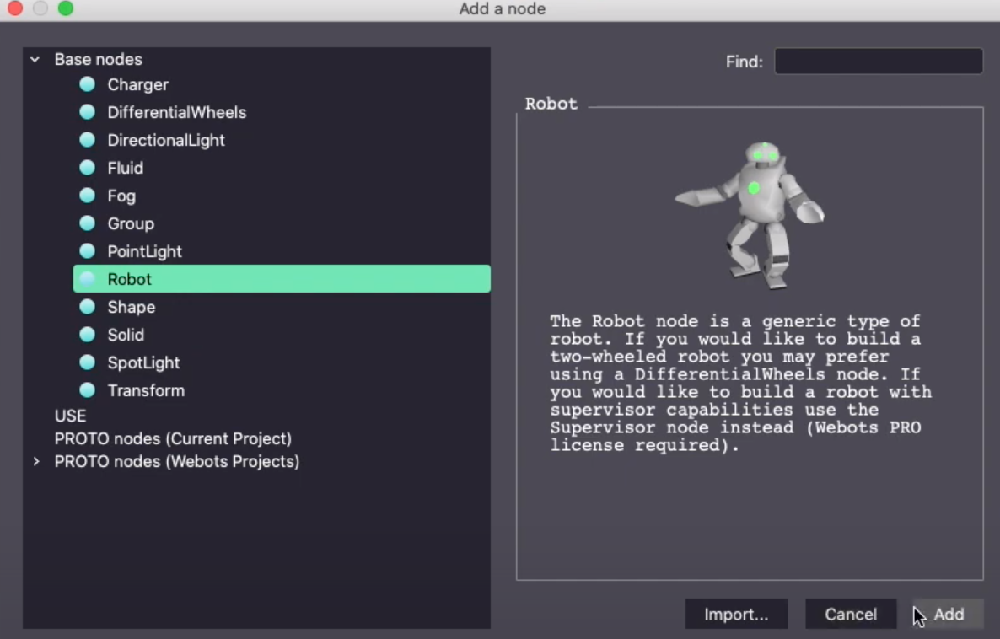 Add a node
Base nodes
Charger
DifferentialWheels
DirectionalLight
Fluid
Fog
Group
PointLight
Robot
Shape
Solid
SpotLight
Transform
USE
PROTO nodes (Current Project)
PROTO nodes (Webots Projects)
Find:
Robot
The Robot node is a generic type of
robot. If you would like to build a
two-wheeled robot you may prefer
using a DifferentialWheels node. If
you would like to build a robot with
supervisor capabilities use the
Supervisor node instead (Webots PRO
license required).
Import...
Cancel
Add